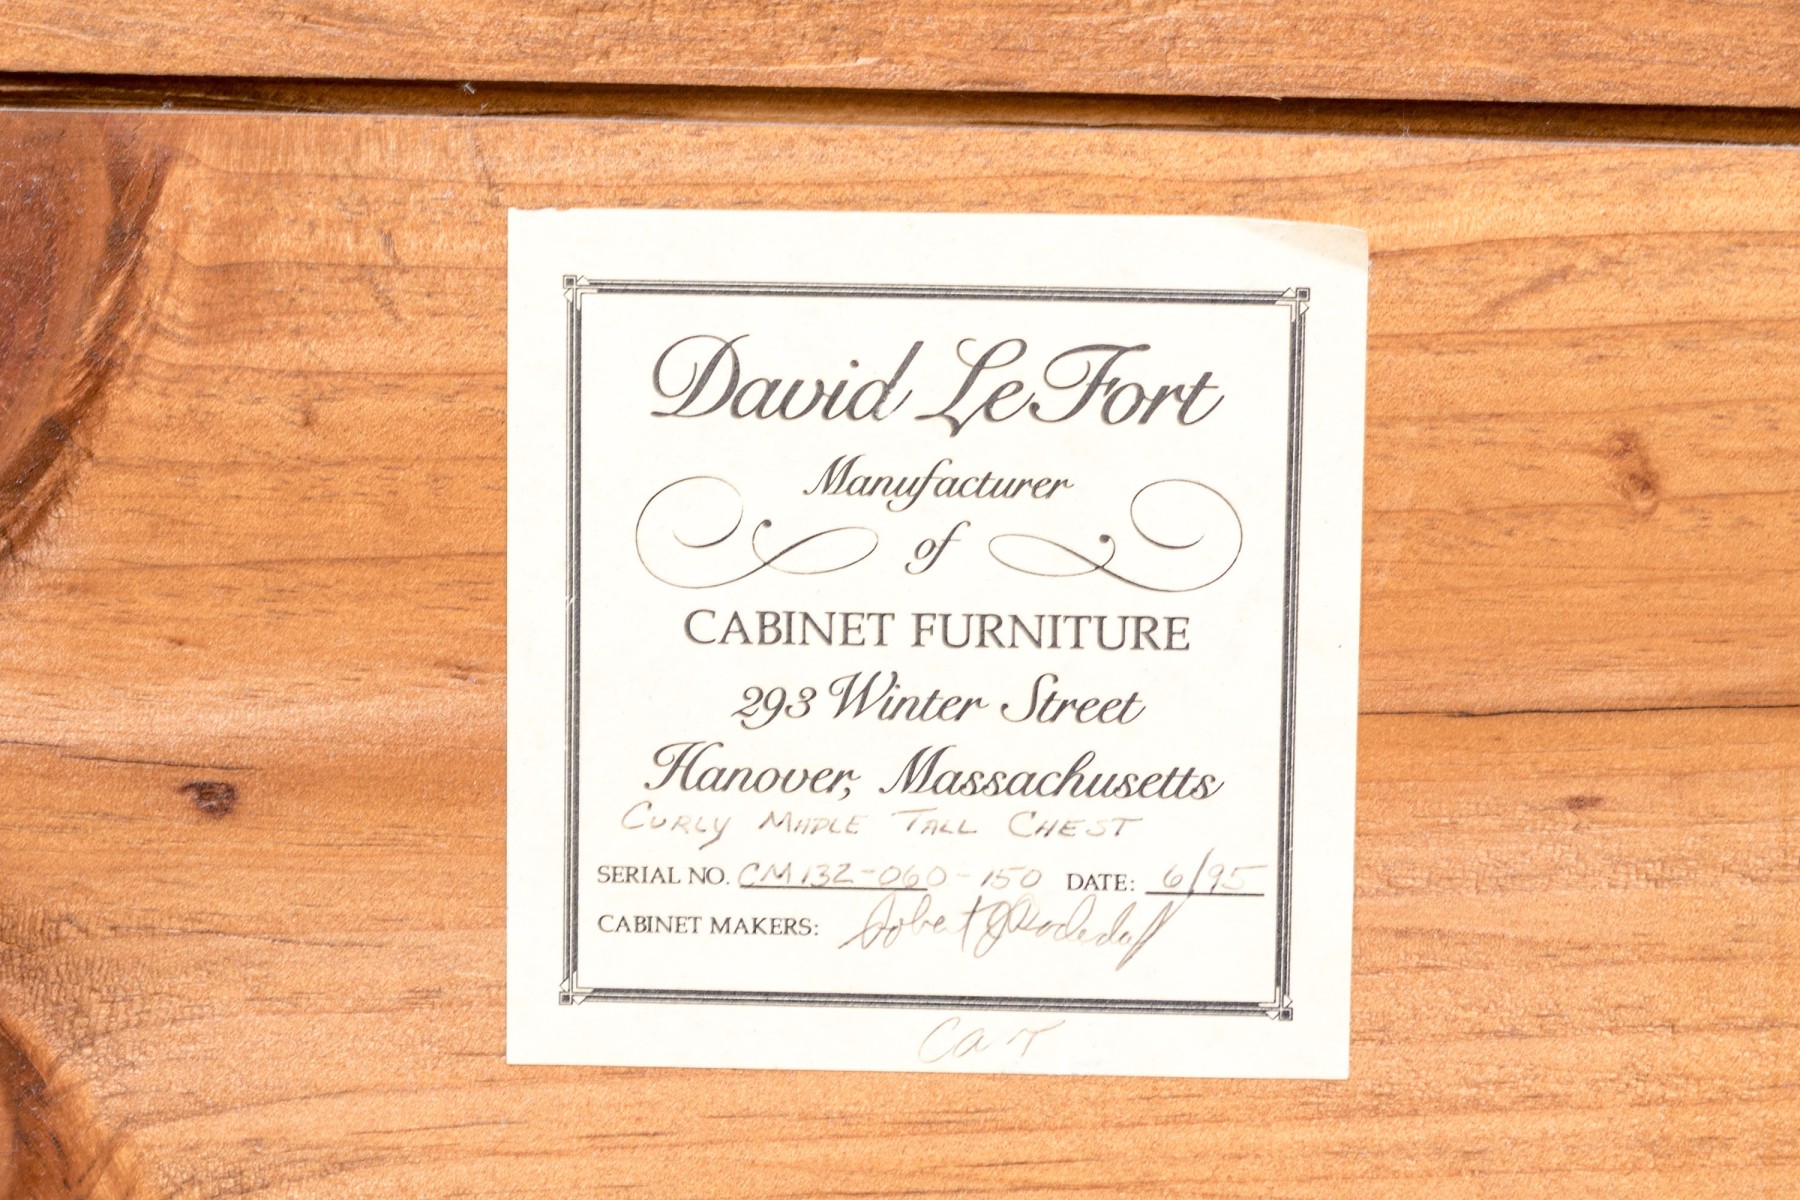 David LeFort
Manufacturer
of
CABINET FURNITURE
293 Winter Street
Hanover, Massachusetts
CURLY MAPLE TALL CHEST
SERIAL NO. CM132-060-150 DATE: 6/95
CABINET MAKERS: Robert J